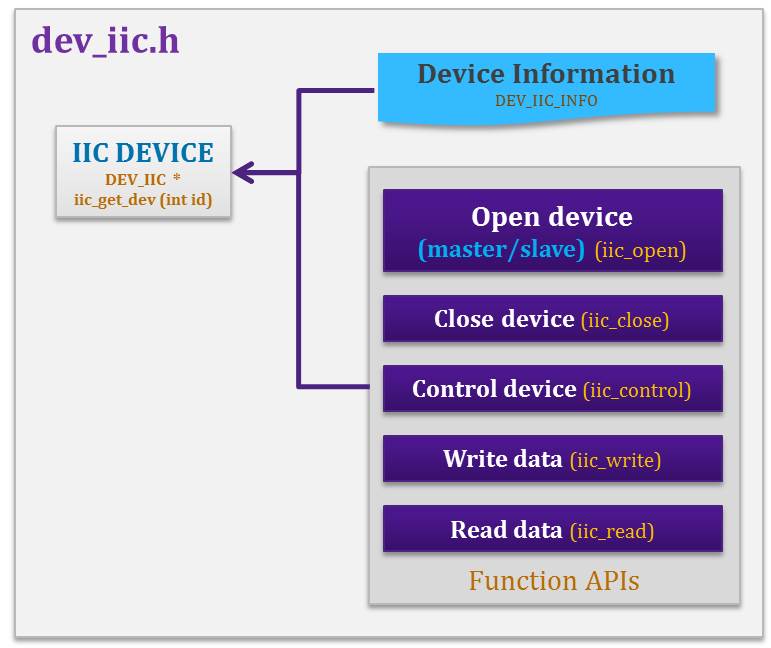 dev_iic.h
Device Information
DEV_IIC_INFO
IIC DEVICE
DEV_IIC *
iic_get_dev (int id)
Open device
(master/slave) (iic_open)
Close device (iic_close)
Control device (iic_control)
Write data (iic_write)
Read data (iic_read)
Function APIs